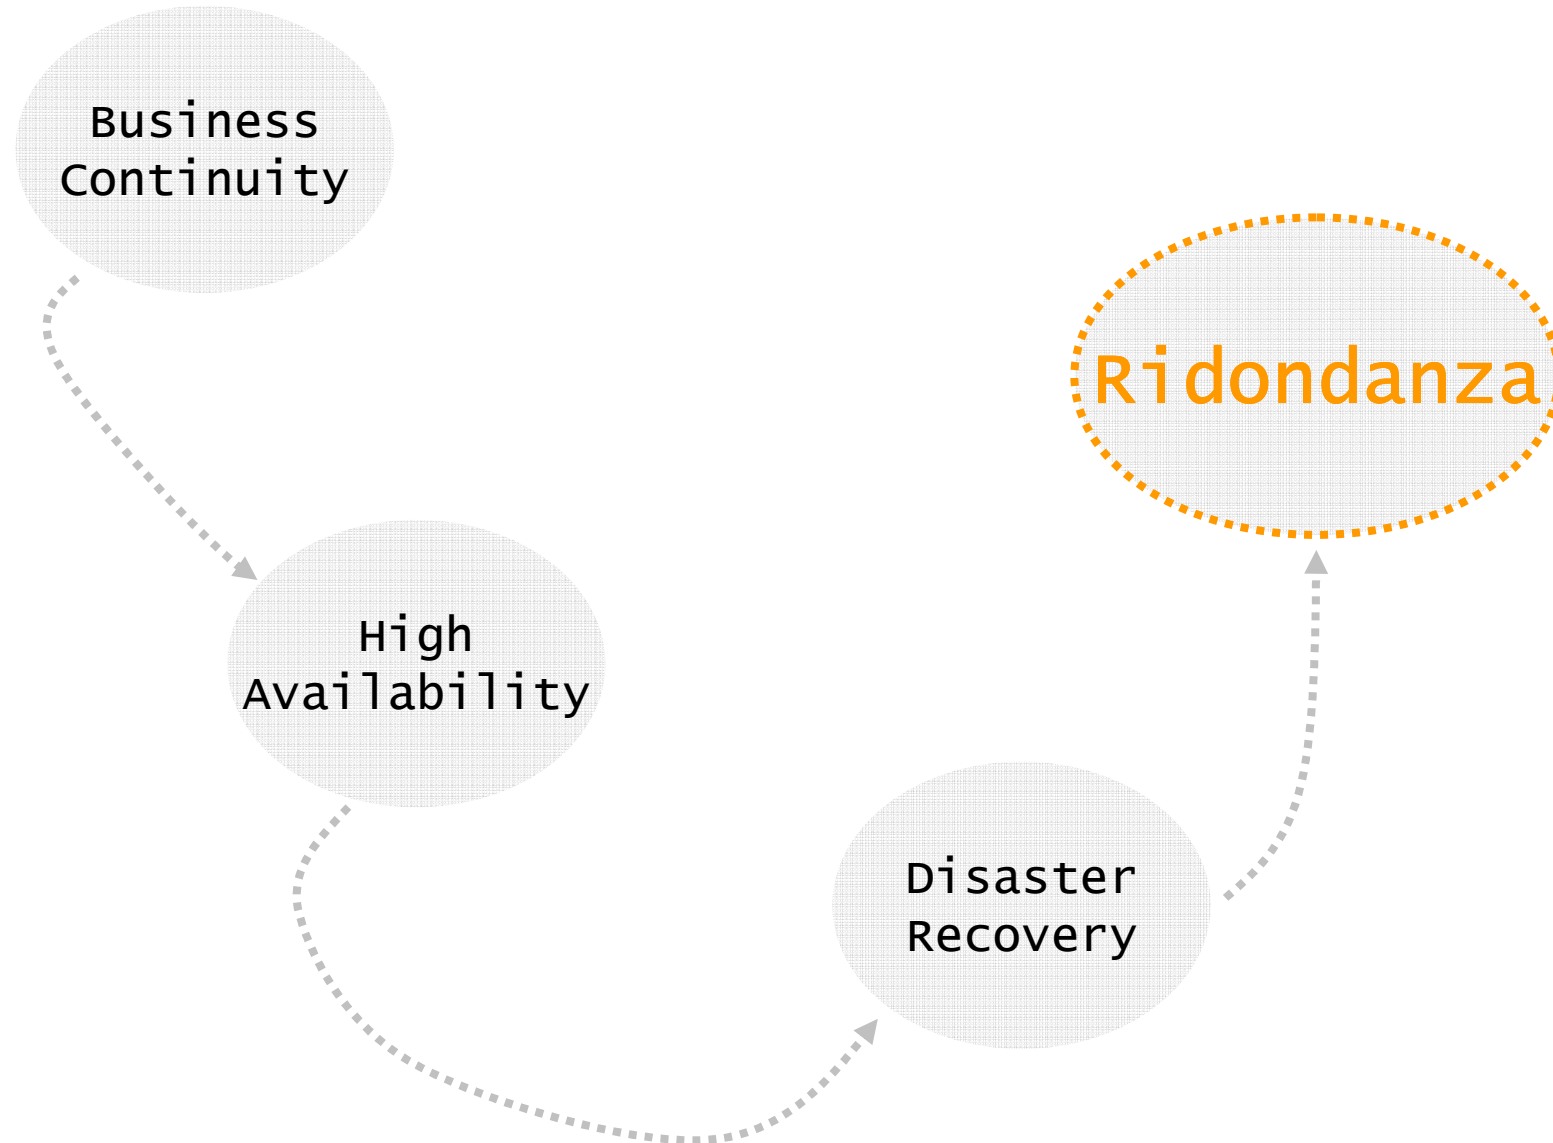 Business
Continuity
Ridondanza
High
Availability
Disaster
Recovery